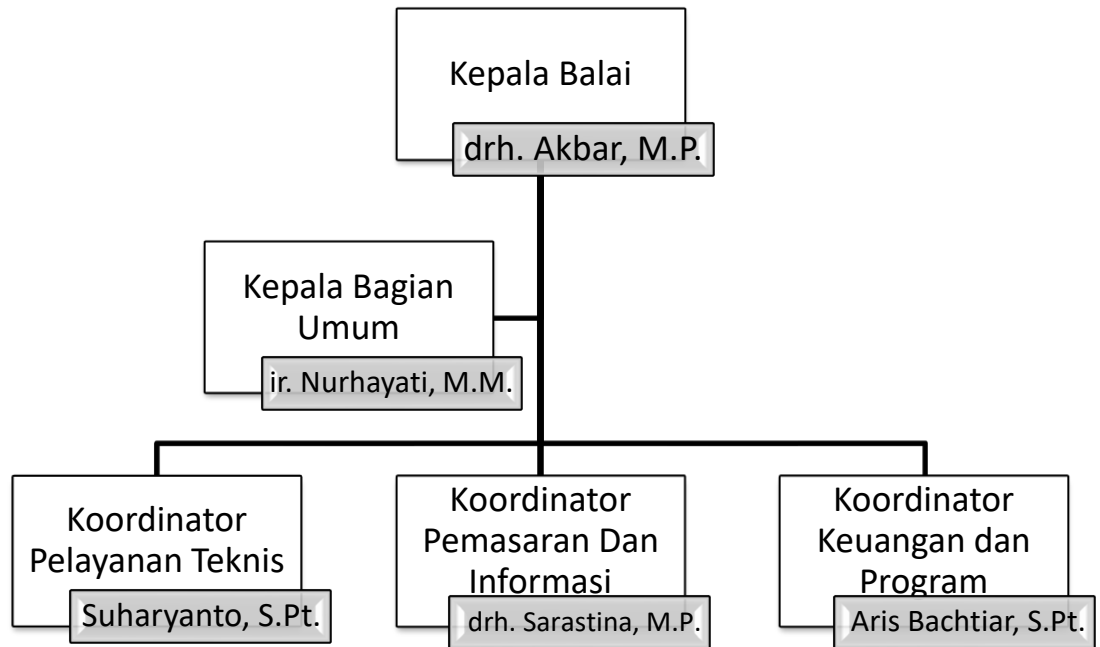 Kepala Balai
drh. Akbar, M.P.
Kepala Bagian
Umum
ir. Nurhayati, M.M.
Koordinator
Pelayanan Teknis
Suharyanto, S.Pt.
Koordinator
Pemasaran Dan
Informasi
drh. Sarastina, M.P.
Koordinator
Keuangan dan
Program
Aris Bachtiar, S.Pt.